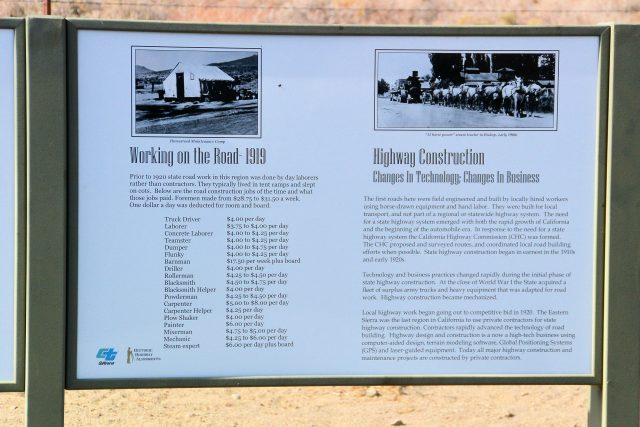 Working on the Road- 1919
Prior to 1920 state road work in this region was done by day laborers
rather than contractors. They typically lived in tent camps and slept
on cots. Below are the road construction jobs of the time and what
those jobs paid. Foremen made from $28.75 to $31.50 a week.
One dollar a day was deducted for room and board.
Truck Driver $4.00 per day
Laborer $3.75 to $4.00 per day
Concrete Laborer $4.00 to $4.25 per day
Teamster $4.00 to $4.25 per day
Dumper $4.00 to $4.75 per day
Flunky $4.00 to $4.25 per day
Barnman $17.50 per week plus board
Driller $4.00 per day
Rollerman $4.25 to $4.50 per day
Blacksmith $4.50 to $4.75 per day
Blacksmith Helper $4.00 per day
Powderman $4.25 to $4.50 per day
Carpenter $5.00 to $8.00 per day
Carpenter Helper $4.25 per day
Plow Shaker $4.00 per day
Painter $6.00 per day
Mixerman $4.75 to $5.00 per day
Mechanic $4.25 to $6.00 per day
Steam expert $6.00 per day plus board
Historic
Highway
Alignments
Highway Construction
Changes In Technology; Changes In Business
The first roads here were field engineered and built by locally hired workers
using horse-drawn equipment and hand labor. They were built for local
transport, and not part of a regional or statewide highway system. The need
for a state highway system emerged with both the rapid growth of California
and the beginning of the automobile era. In response to the need for a state
highway system the California Highway Commission (CHC) was formed.
The CHC proposed and surveyed routes, and coordinated local road building
efforts when possible. State highway construction began in earnest in the 1910s
and early 1920s.
Technology and business practices changed rapidly during the initial phase of
state highway construction. At the close of World War I the State acquired a
fleet of surplus army trucks and heavy equipment that was adapted for road
work. Highway construction became mechanized.
Local highway work began going out to competitive bid in 1920. The Eastern
Sierra was the last region in California to use private contractors for state
highway construction. Contractors rapidly advanced the technology of road
building. Highway design and construction is now a high-tech business using
computer-aided design, terrain modeling software, Global Positioning Systems
(GPS) and laser-guided equipment. Today all major highway construction and
maintenance projects are constructed by private contractors.